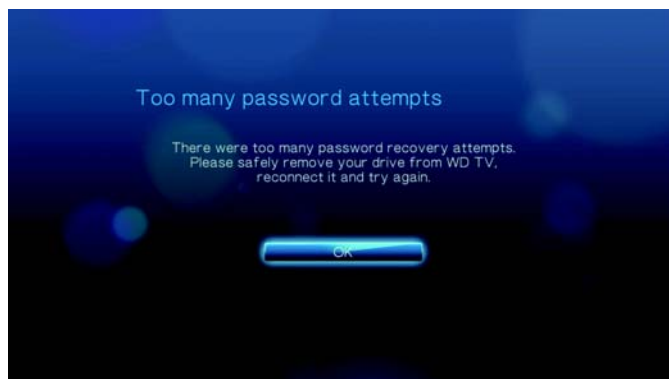 Too many password attempts
There were too many password recovery attempts.
Please safely remove your drive from WD TV,
reconnect it and try again.
OK